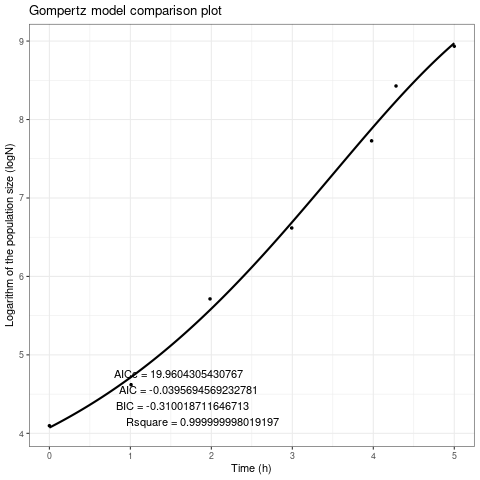 Gompertz model comparison plot
Logarithm of the population size (logN)
9
8
7
6
5
4
AICc = 19.9604305430767
AIC = -0.0395694569232781
BIC = -0.310018711646713
Rsquare = 0.999999998019197
0 1 2 3 4 5
Time (h)